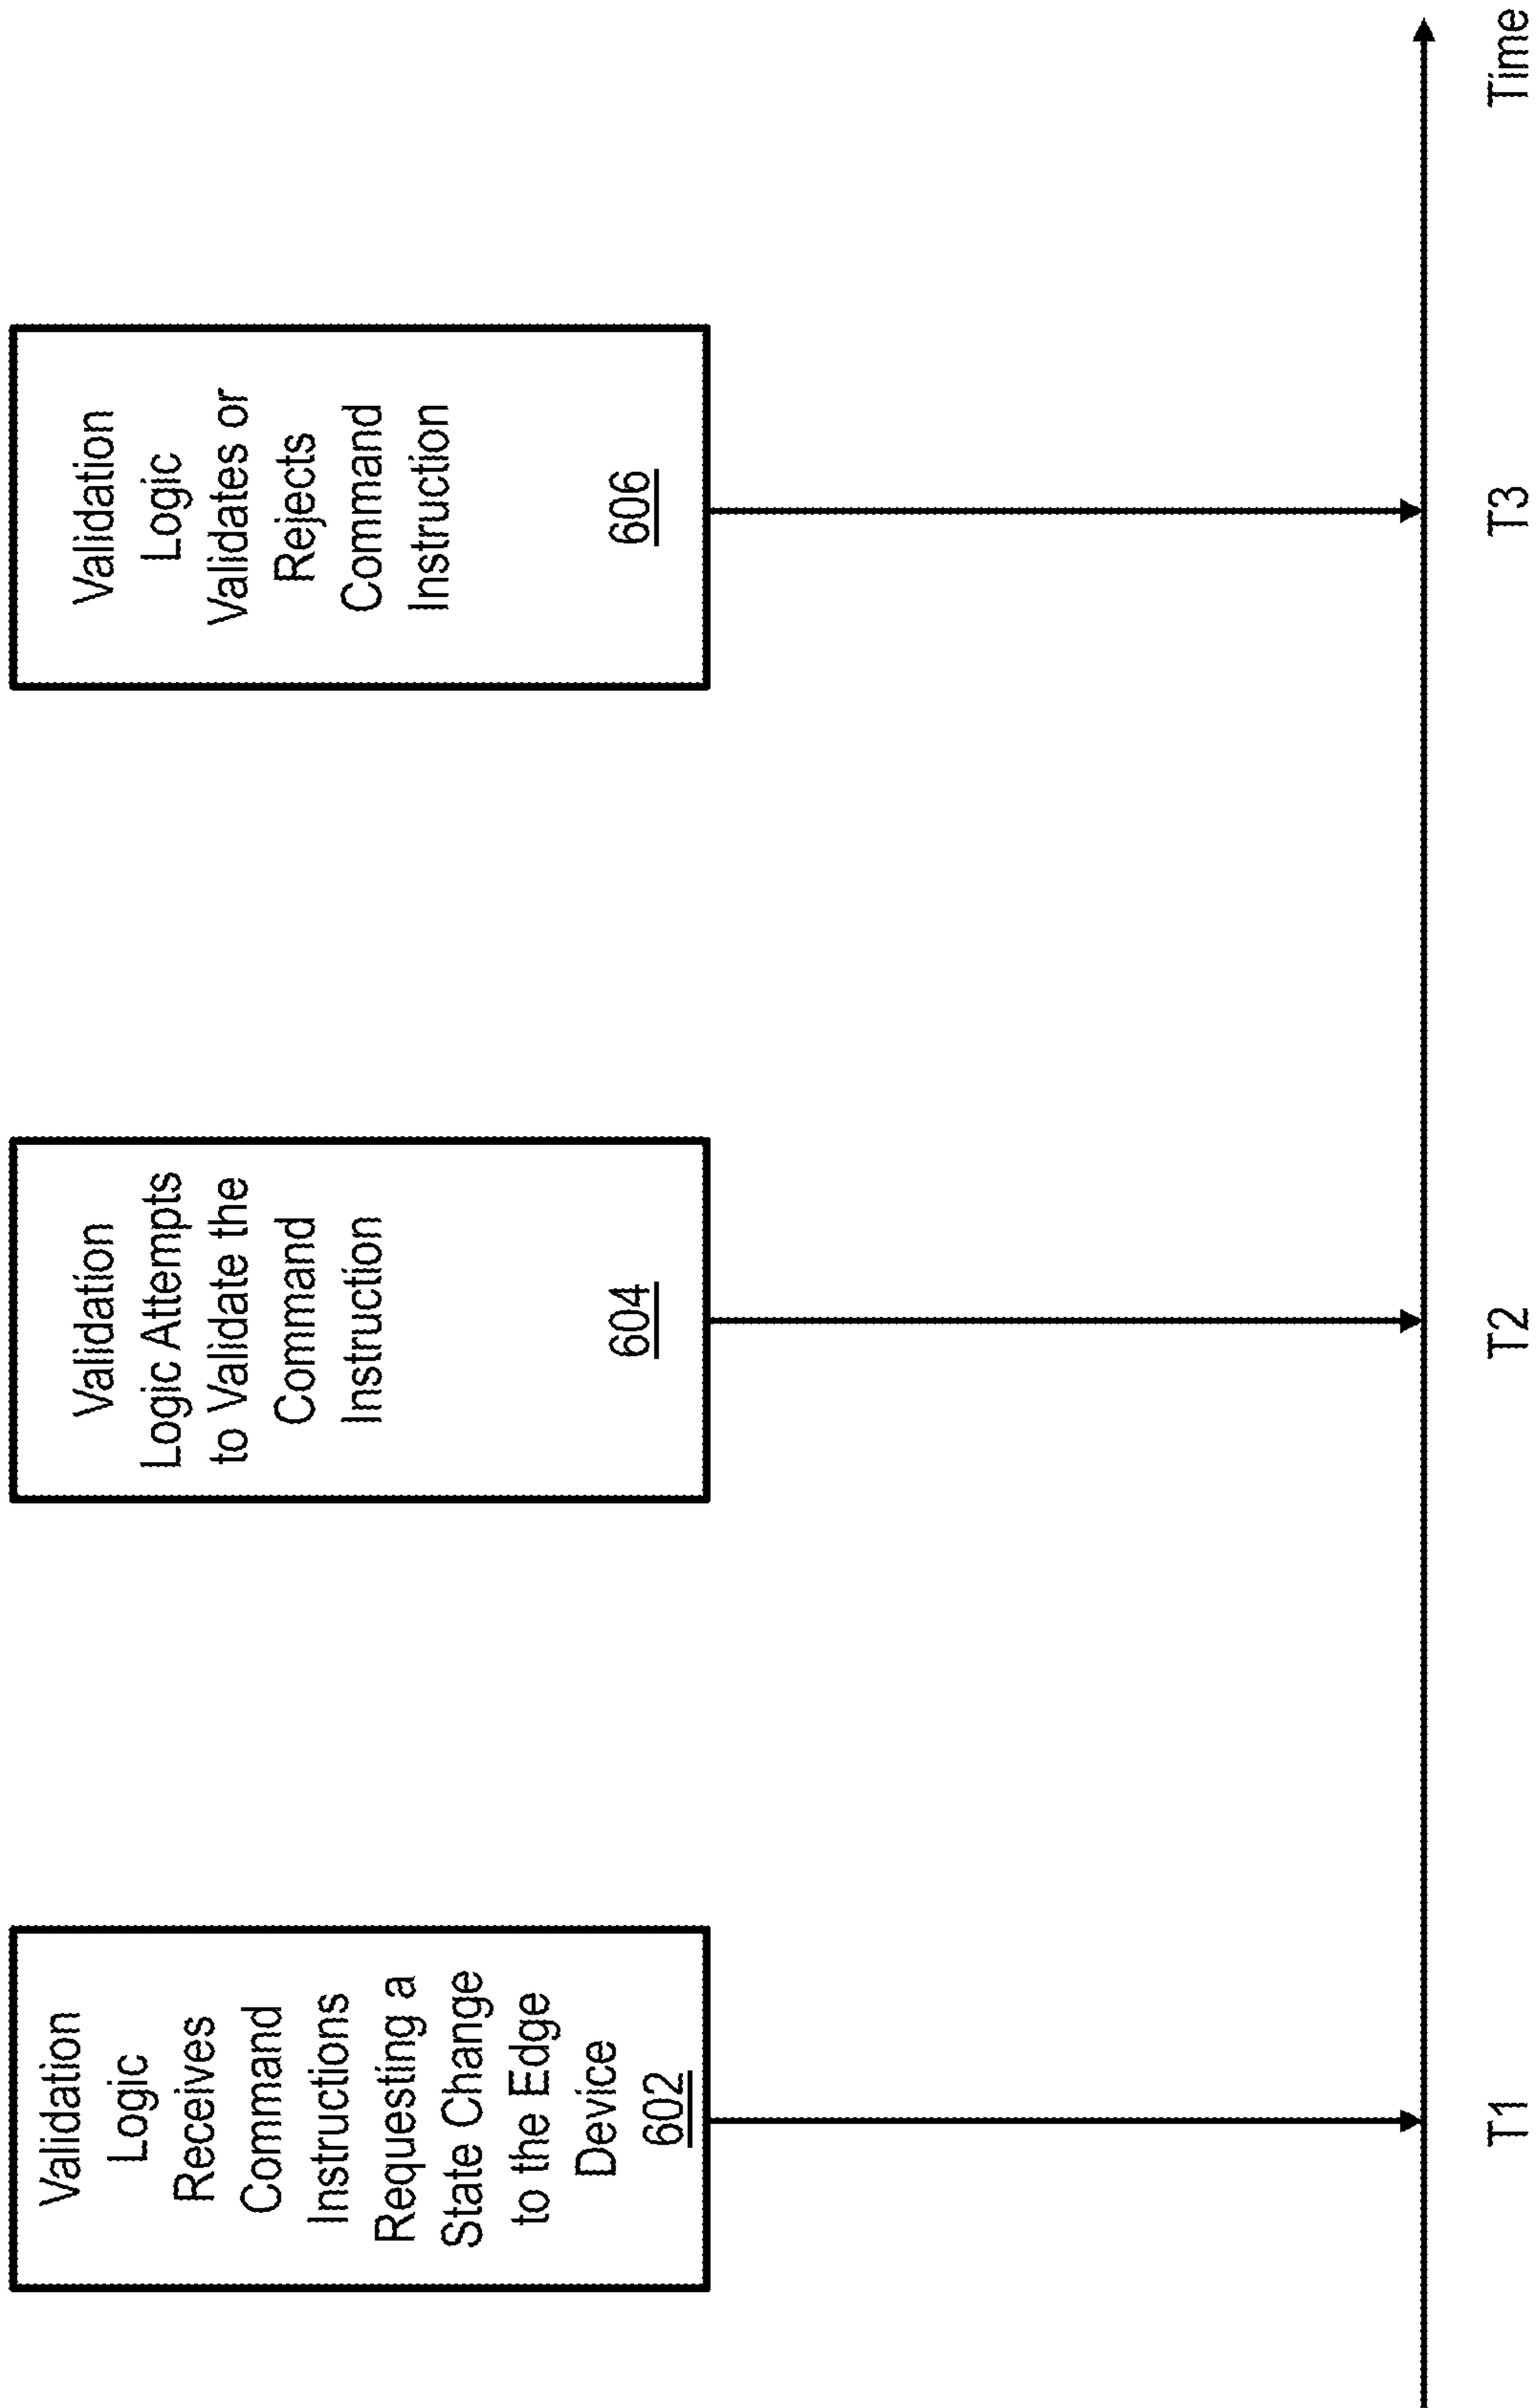 Validation
Logic
Receives
Command
Instructions
Requesting a
State Change
to the Edge
Device
602
Validation
Logic Attempts
to Validate the
Command
Instruction
604
Validation
Logic
Validates or
Rejects
Command
Instruction
606
T1
T2
T3
Time